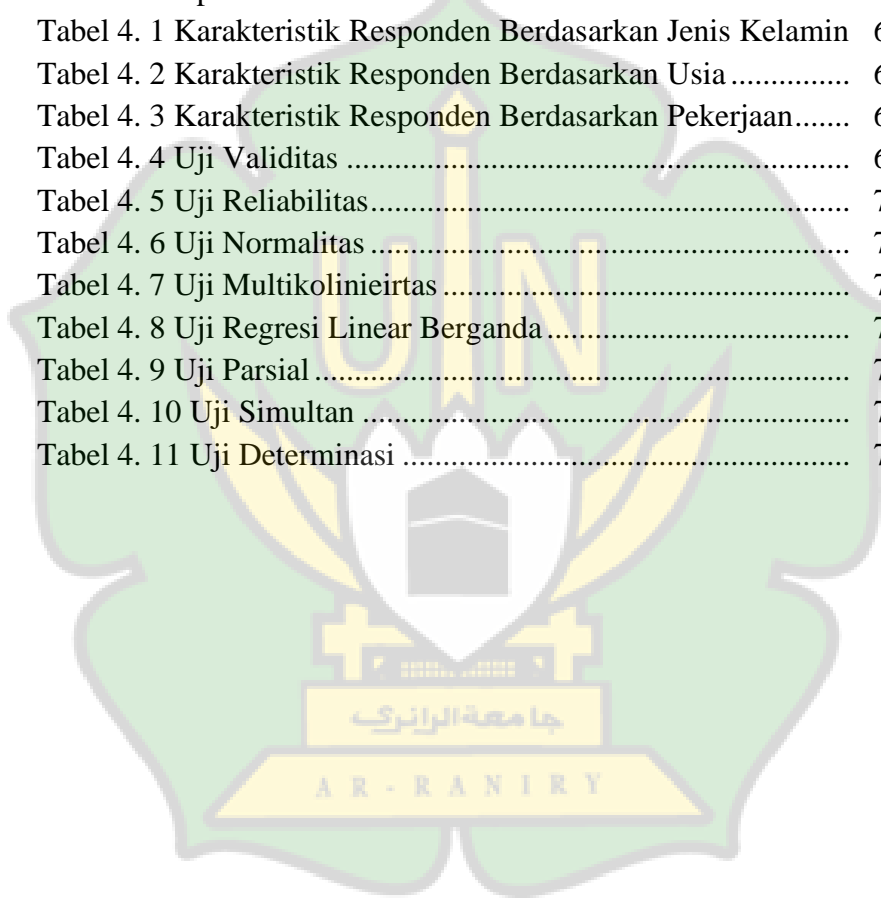 Tabel 4. 1 Karakteristik Responden Berdasarkan Jenis Kelamin
Tabel 4. 2 Karakteristik Responden Berdasarkan Usia ..............
Tabel 4. 3 Karakteristik Responden Berdasarkan Pekerjaan.......
Tabel 4. 4 Uji Validitas .....................................................
Tabel 4. 5 Uji Reliabilitas..................................................
Tabel 4. 6 Uji Normalitas ..................................................
Tabel 4. 7 Uji Multikolinieirtas ...........................................
Tabel 4. 8 Uji Regresi Linear Berganda ................................
Tabel 4. 9 Uji Parsial ........................................................
Tabel 4. 10 Uji Simultan ...................................................
Tabel 4. 11 Uji Determinasi ...............................................
UIN
جامعة الرانري
AR-RANIRY